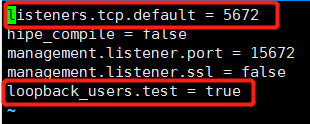 listeners.tcp.default = 5672
hipe_compile = false
management.listener.port = 15672
management.listener.ssl = false
loopback_users.test = true
~